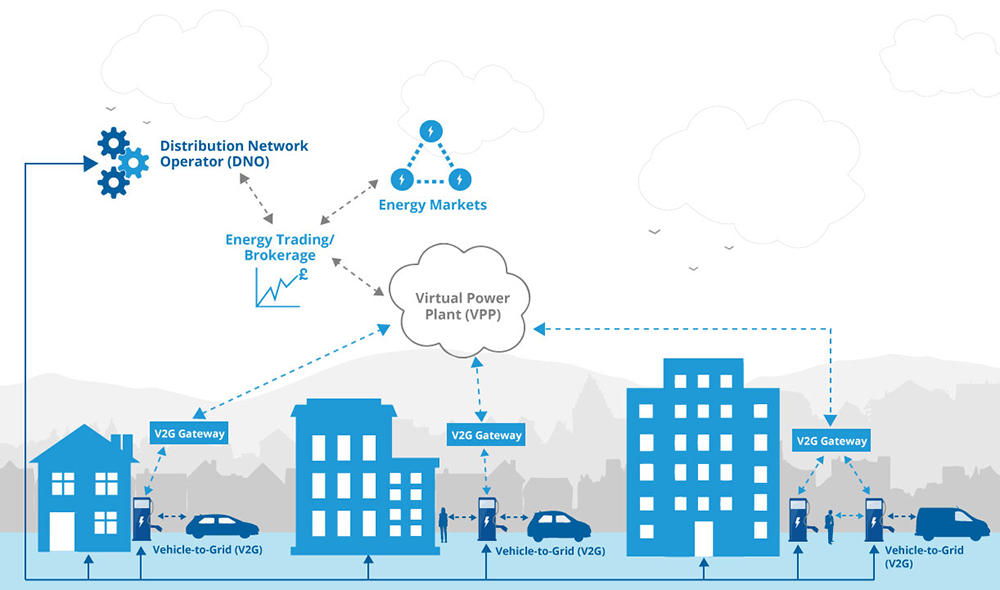 Distribution Network
Operator (DNO)
Energy Markets
Energy Trading/
Brokerage
£
Virtual Power
Plant (VPP)
V2G Gateway
V2G Gateway
V2G Gateway
Vehicle-to-Grid (V2G)
Vehicle-to-Grid (V2G)
Vehicle-to-Grid
(V2G)